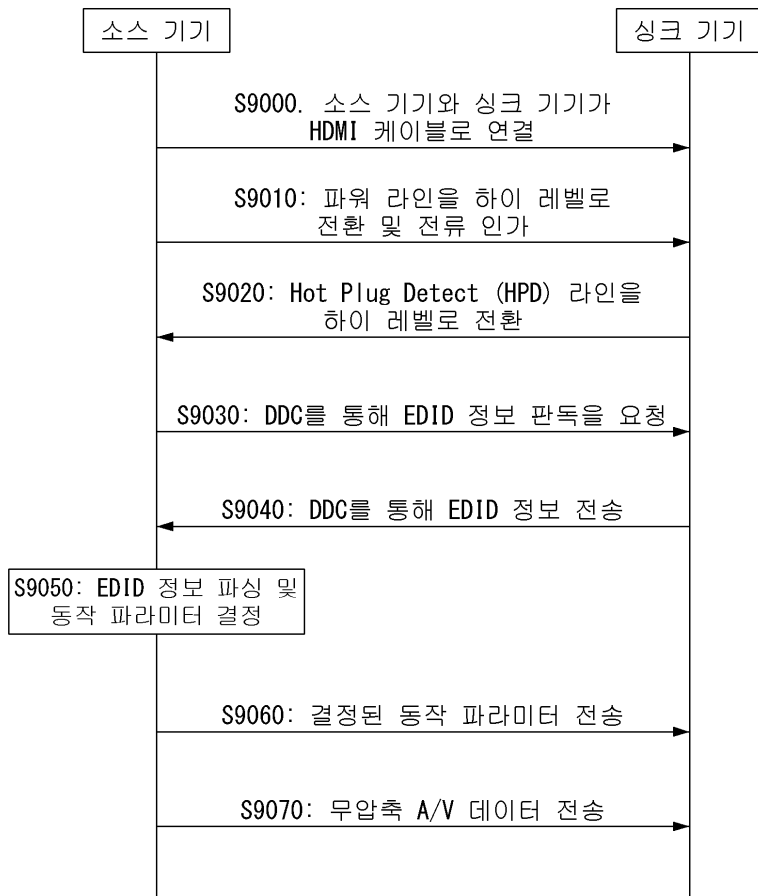 소스 기기
싱크 기기
S9000. 소스 기기와 싱크 기기가
HDMI 케이블로 연결
S9010: 파워 라인을 하이 레벨로
전환 및 전류 인가
S9020: Hot Plug Detect (HPD) 라인을
하이 레벨로 전환
S9030: DDC를 통해 EDID 정보 판독을 요청
S9040: DDC를 통해 EDID 정보 전송
S9050: EDID 정보 파싱 및
동작 파라미터 결정
S9060: 결정된 동작 파라미터 전송
S9070: 무압축 A/V 데이터 전송